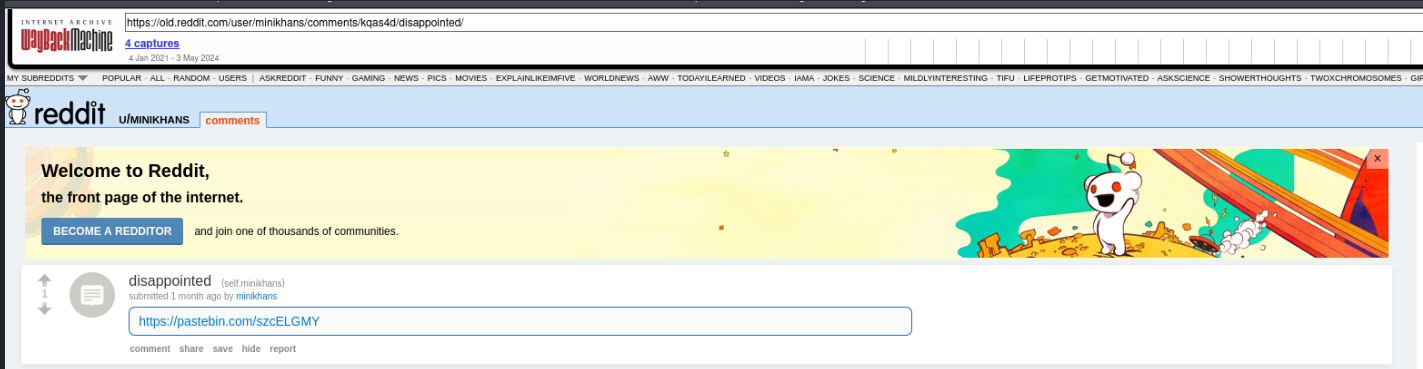 INTERNET ARCHIVE
WayBackMachine
https://old.reddit.com/user/minikhans/comments/kqas4d/disappointed/
4 captures
4 Jan 2021 - 3 May 2024
MY SUBREDDITS POPULAR - ALL - RANDOM - USERS | ASKREDDIT - FUNNY - GAMING - NEWS - PICS - MOVIES - EXPLAINLIKEIMFIVE - WORLDNEWS - AWW - TODAYILEARNED - VIDEOS - IAMA - JOKES - SCIENCE - MILDLYINTERESTING - TIFU - LIFEPROTIPS - GETMOTIVATED - ASKSCIENCE - SHOWERTHOUGHTS - TWOXCHROMOSOMES -
reddit U/MINIKHANS comments
Welcome to Reddit,
the front page of the internet.
BECOME A REDDITOR and join one of thousands of communities.
×
disappointed (self.minikhans)
1
submitted 1 month ago by minikhans
https://pastebin.com/szcELGMY
comment share save hide report